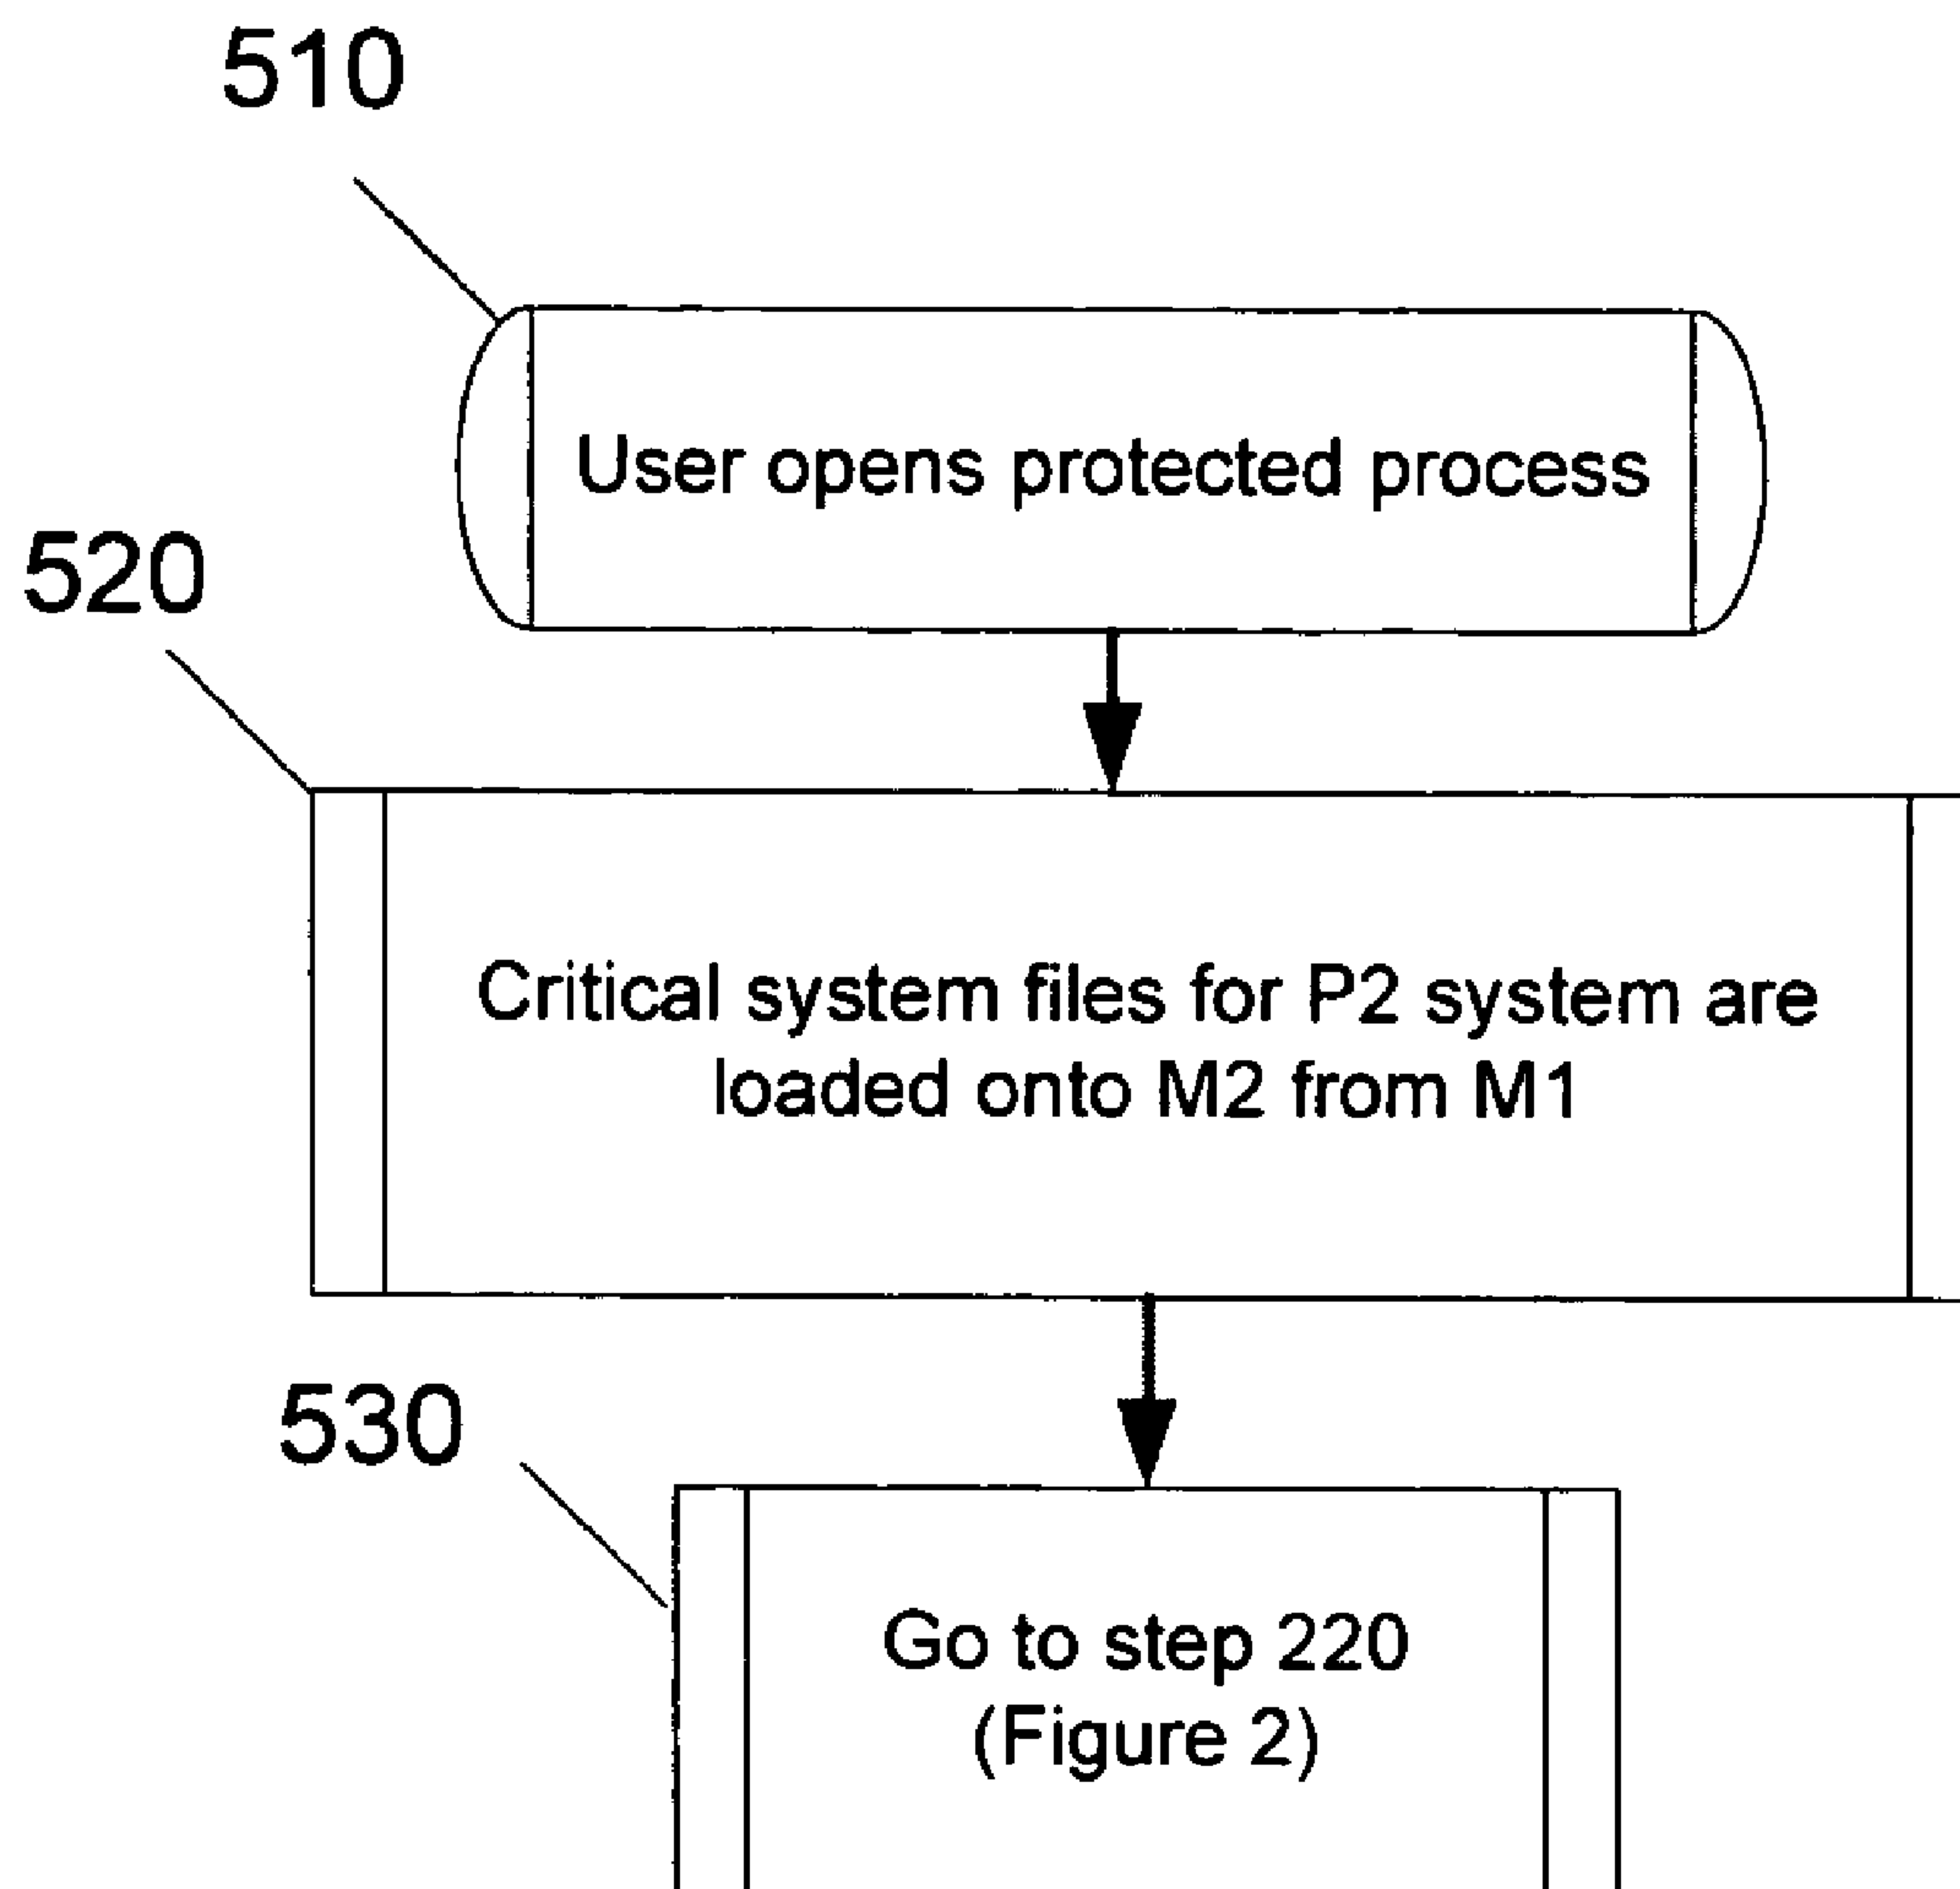 510
User opens protected process
520
Critical system files for P2 system are
loaded onto M2 from M1
530
Go to step 220
(Figure 2)